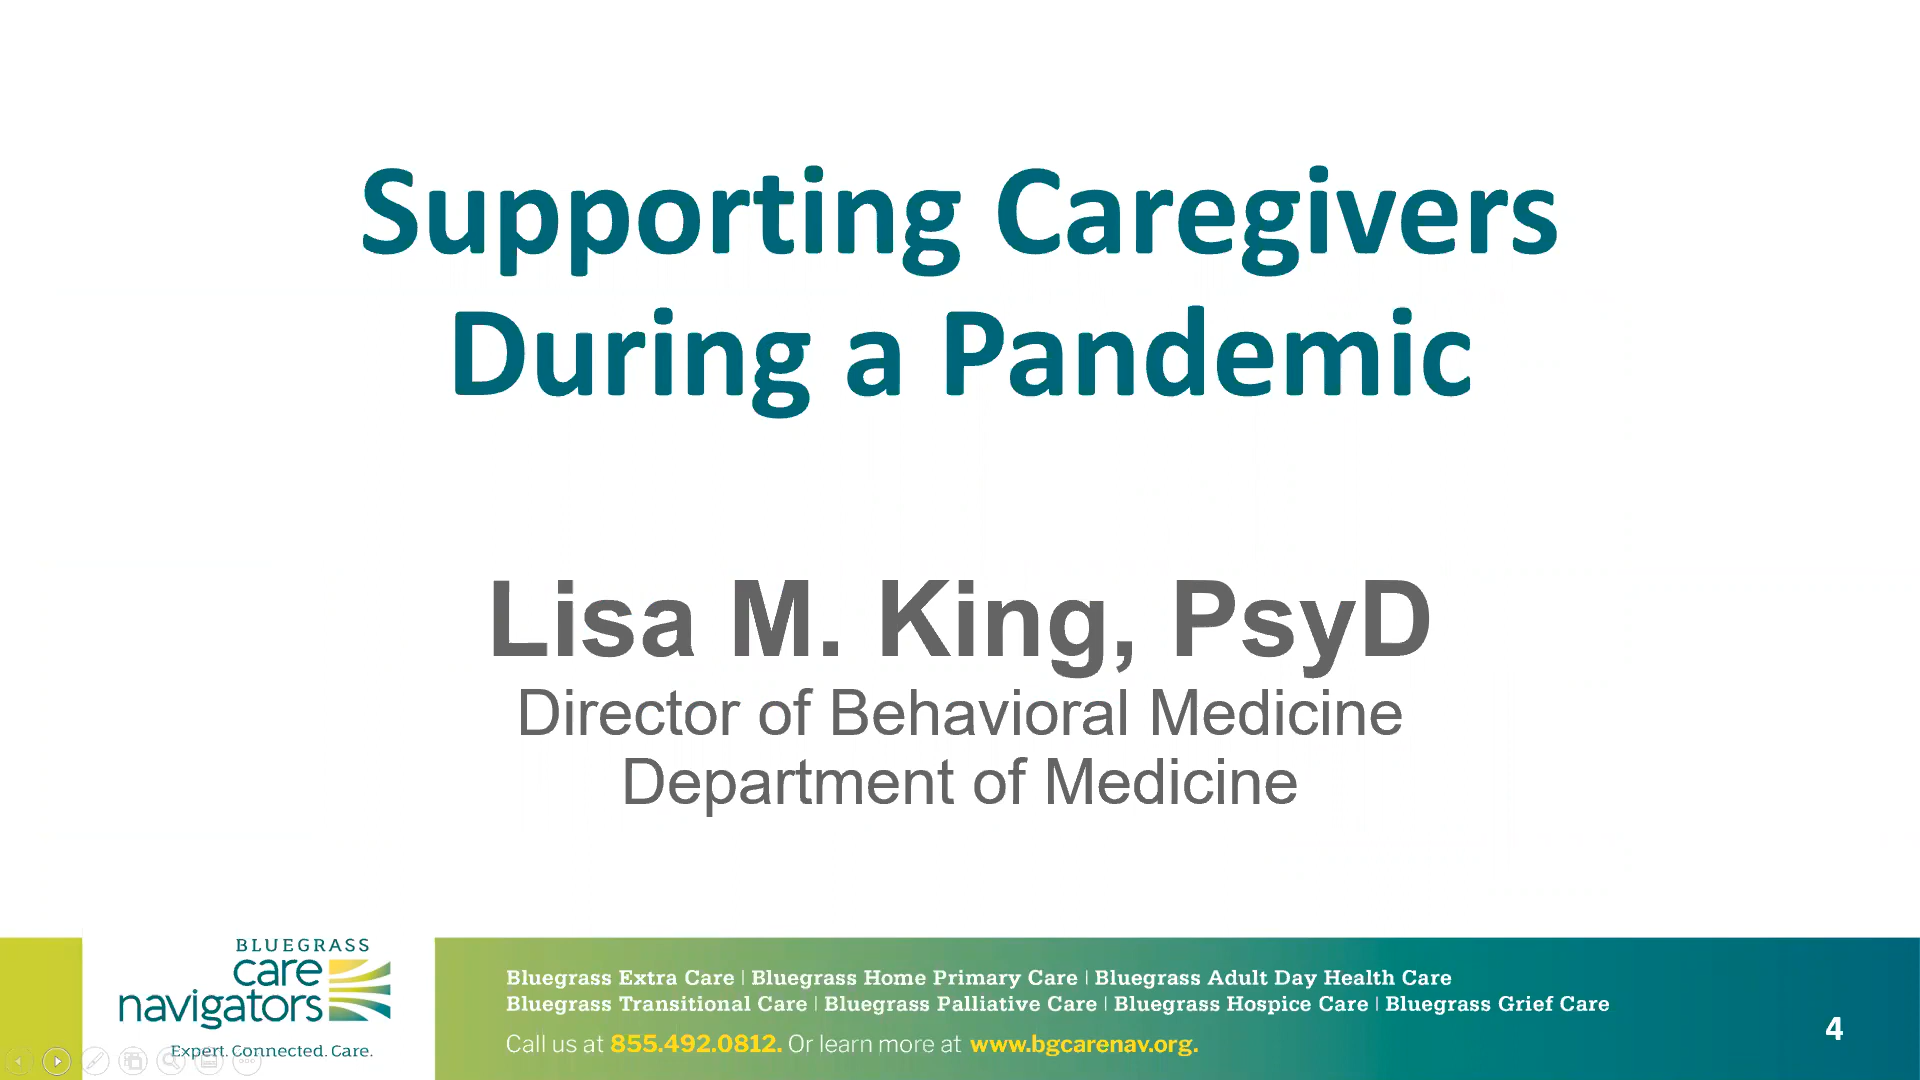 Supporting Caregivers
During a Pandemic
Lisa M. King, PsyD
Director of Behavioral Medicine
Department of Medicine
BLUEGRASS
care
navigators
Expert. Connected. Care.
Bluegrass Extra Care | Bluegrass Home Primary Care | Bluegrass Adult Day Health Care
Bluegrass Transitional Care | Bluegrass Palliative Care | Bluegrass Hospice Care | Bluegrass Grief Care
Call us at 855.492.0812. Or learn more at www.bgcarenav.org.
4